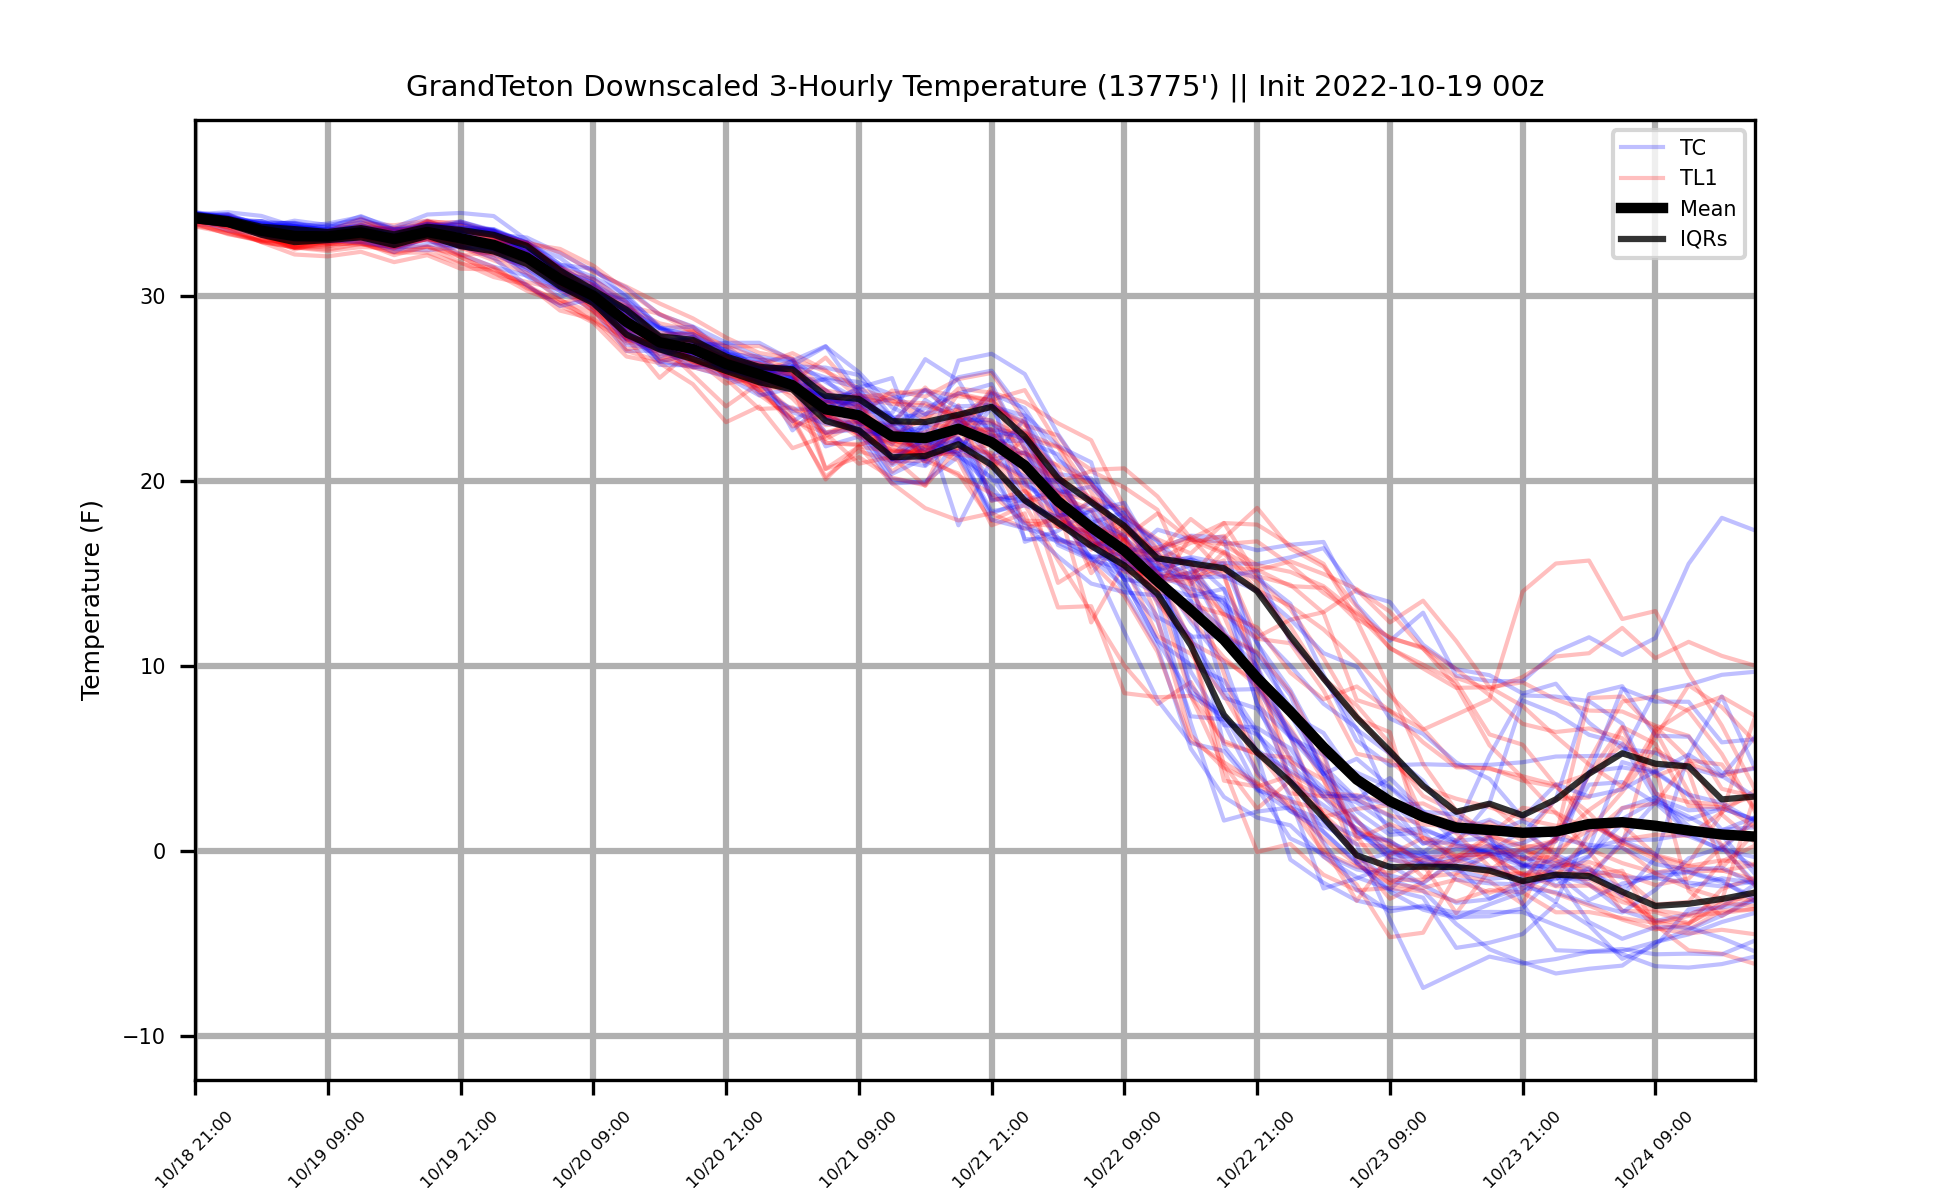 GrandTeton Downscaled 3-Hourly Temperature (13775') || Init 2022-10-19 00z
TC
TL1
Mean
IQRs
Temperature (F)
30
20
10
0
−10
10/18 21:00
10/19 09:00
10/19 21:00
10/20 09:00
10/20 21:00
10/21 09:00
10/21 21:00
10/22 09:00
10/22 21:00
10/23 09:00
10/23 21:00
10/24 09:00